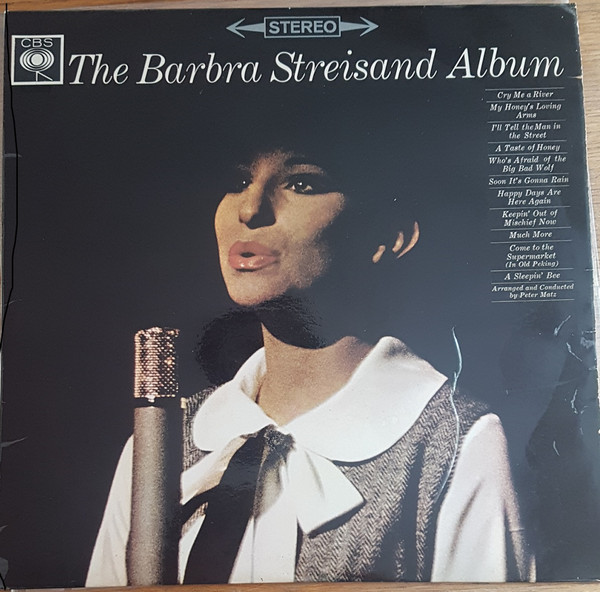 STEREO
CBS
The Barbra Streisand Album
Cry Me a River
My Honey's Loving
Arms
I'll Tell the Man in
the Street
A Taste of Honey
Who's Afraid of the
Big Bad Wolf
Soon It's Gonna Rain
Happy Days Are
Here Again
Keepin' Out of
Mischief Now
Much More
Come to the
Supermarket
(In Old Peking)
A Sleepin' Bee
Arranged and Conducted
by Peter Matz